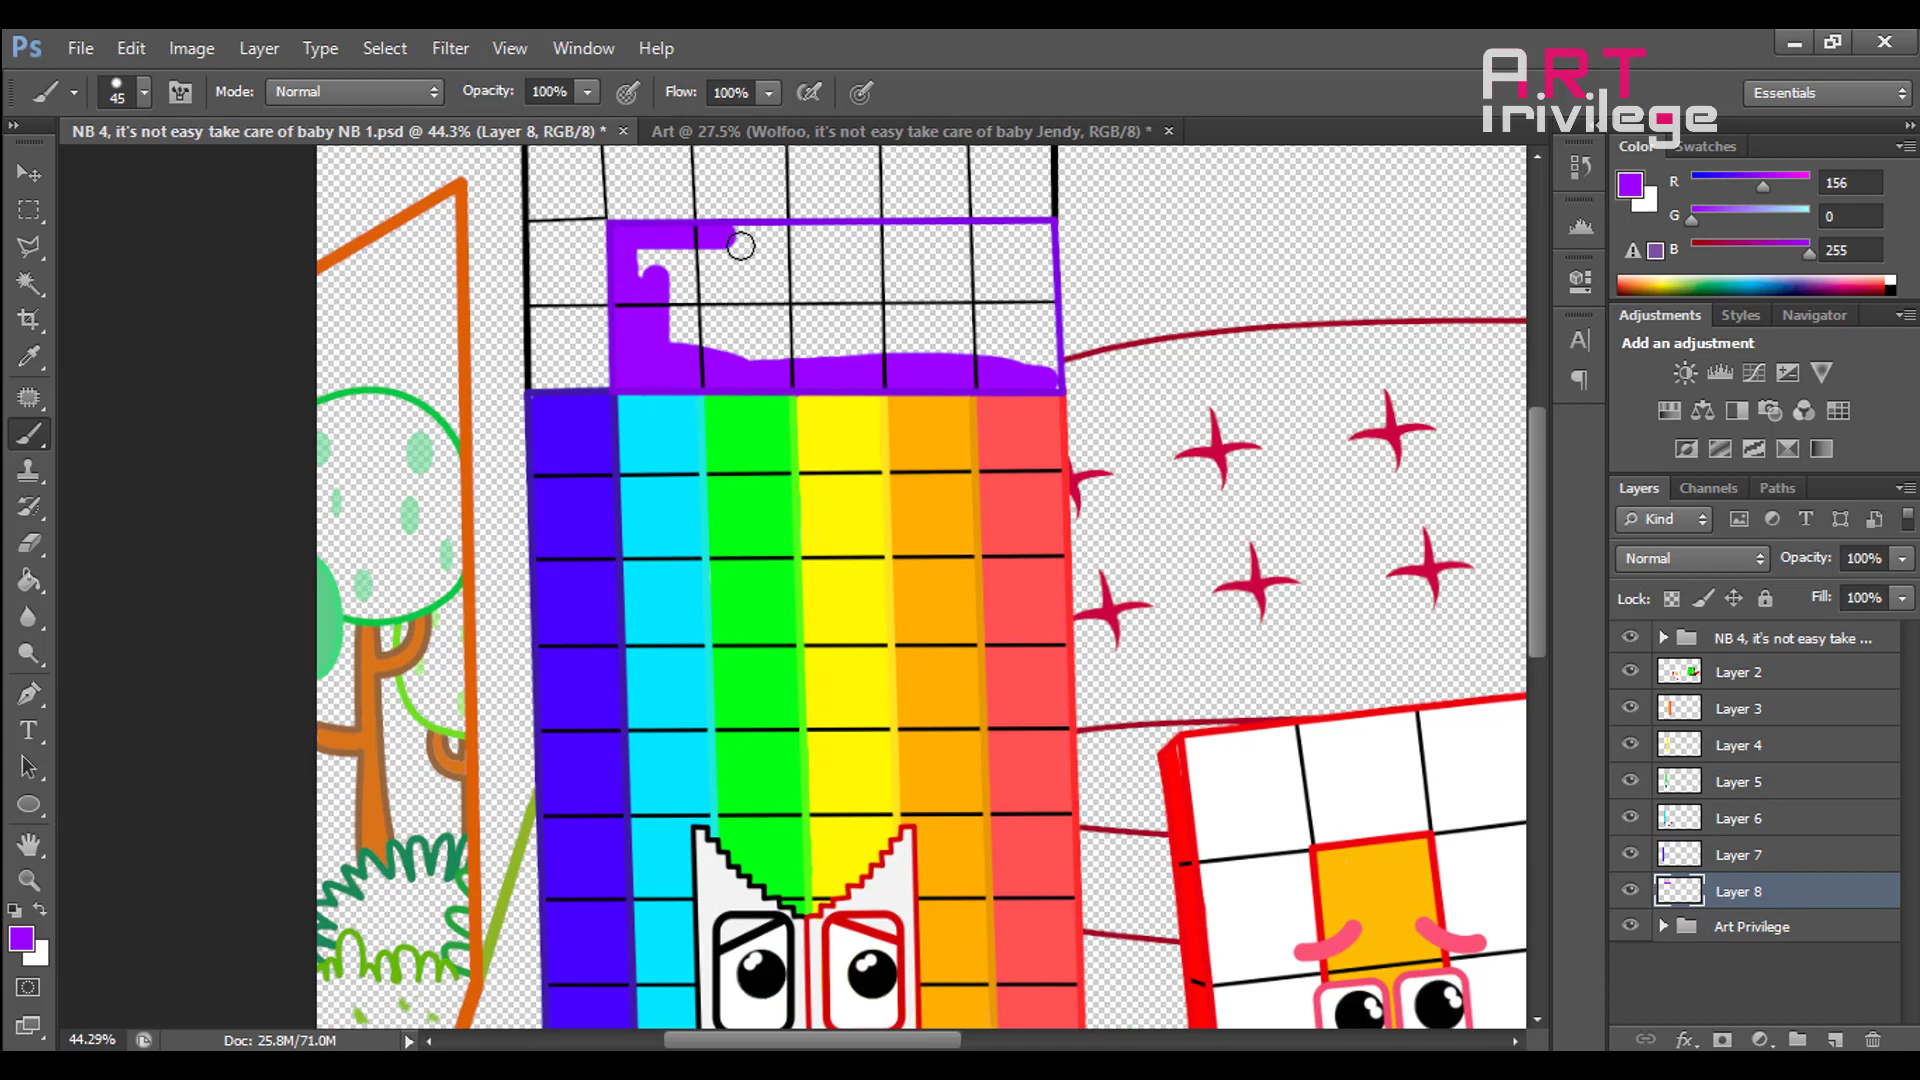 Ps File Edit Image Layer Type Select Filter View Window Help
ART
irivilege
45 Mode: Normal Opacity: 100% Flow: 100% Essentials
NB 4, it's not easy take care of baby NB 1.psd @ 44.3% (Layer 8, RGB/8) * × Art @ 27.5% (Wolfoo, it's not easy take care of baby Jendy, RGB/8) * ×
Color Swatches
R 156
G 0
B 255
Adjustments Styles Navigator
Add an adjustment
Layers Channels Paths
Kind
Normal Opacity: 100%
Lock: Fill: 100%
NB 4, it's not easy take ...
Layer 2
Layer 3
Layer 4
Layer 5
Layer 6
Layer 7
Layer 8
Art Privilege
44.29% Doc: 25.8M/71.0M